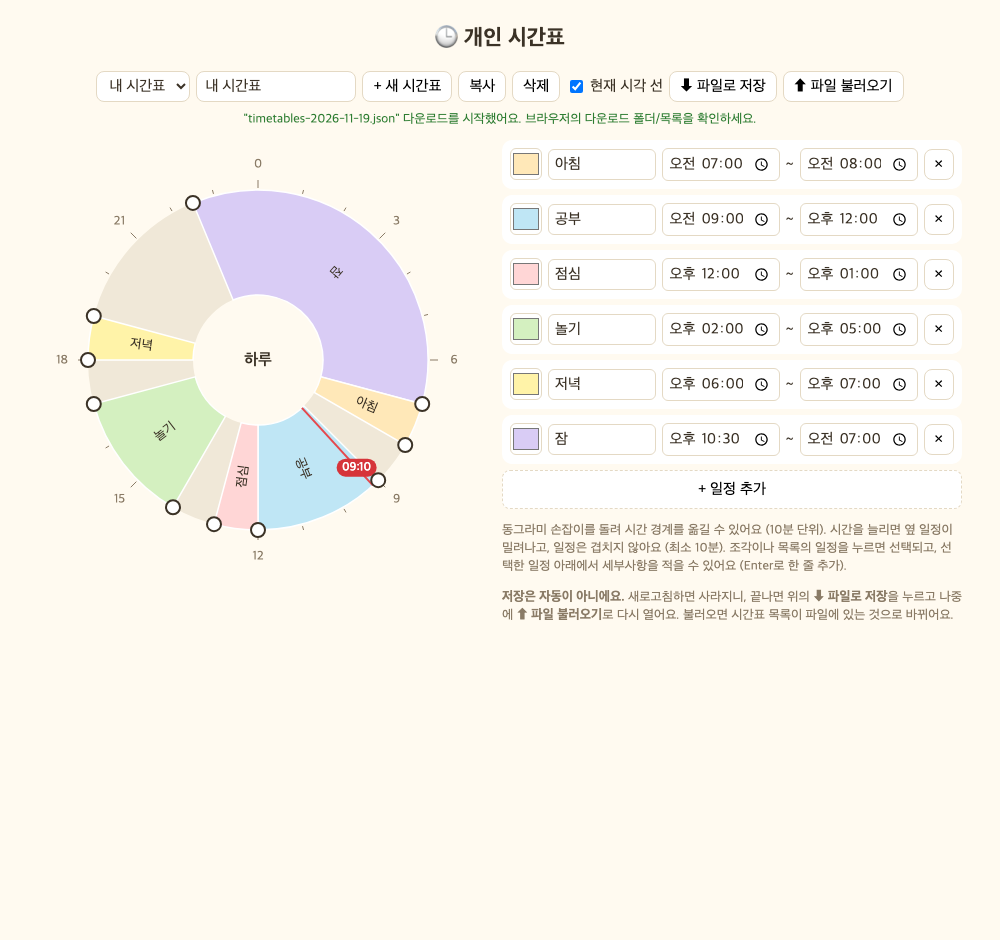 🕒 개인 시간표
내 시간표 내 시간표 + 새 시간표 복사 삭제 현재 시각 선 ⬇ 파일로 저장 ⬆ 파일 불러오기
"timetables-2026-11-19.json" 다운로드를 시작했어요. 브라우저의 다운로드 폴더/목록을 확인하세요.
0
3
6
9
12
15
18
21
잠
아침
공부
점심
놀기
저녁
하루
09:10
아침 오전 07:00 ~ 오전 08:00 ×
공부 오전 09:00 ~ 오후 12:00 ×
점심 오후 12:00 ~ 오후 01:00 ×
놀기 오후 02:00 ~ 오후 05:00 ×
저녁 오후 06:00 ~ 오후 07:00 ×
잠 오후 10:30 ~ 오전 07:00 ×
+ 일정 추가
동그라미 손잡이를 돌려 시간 경계를 옮길 수 있어요 (10분 단위). 시간을 늘리면 옆 일정이
밀려나고, 일정은 겹치지 않아요 (최소 10분). 조각이나 목록의 일정을 누르면 선택되고, 선
택한 일정 아래에서 세부사항을 적을 수 있어요 (Enter로 한 줄 추가).
저장은 자동이 아니에요. 새로고침하면 사라지니, 끝나면 위의 ⬇ 파일로 저장을 누르고 나중
에 ⬆ 파일 불러오기로 다시 열어요. 불러오면 시간표 목록이 파일에 있는 것으로 바뀌어요.